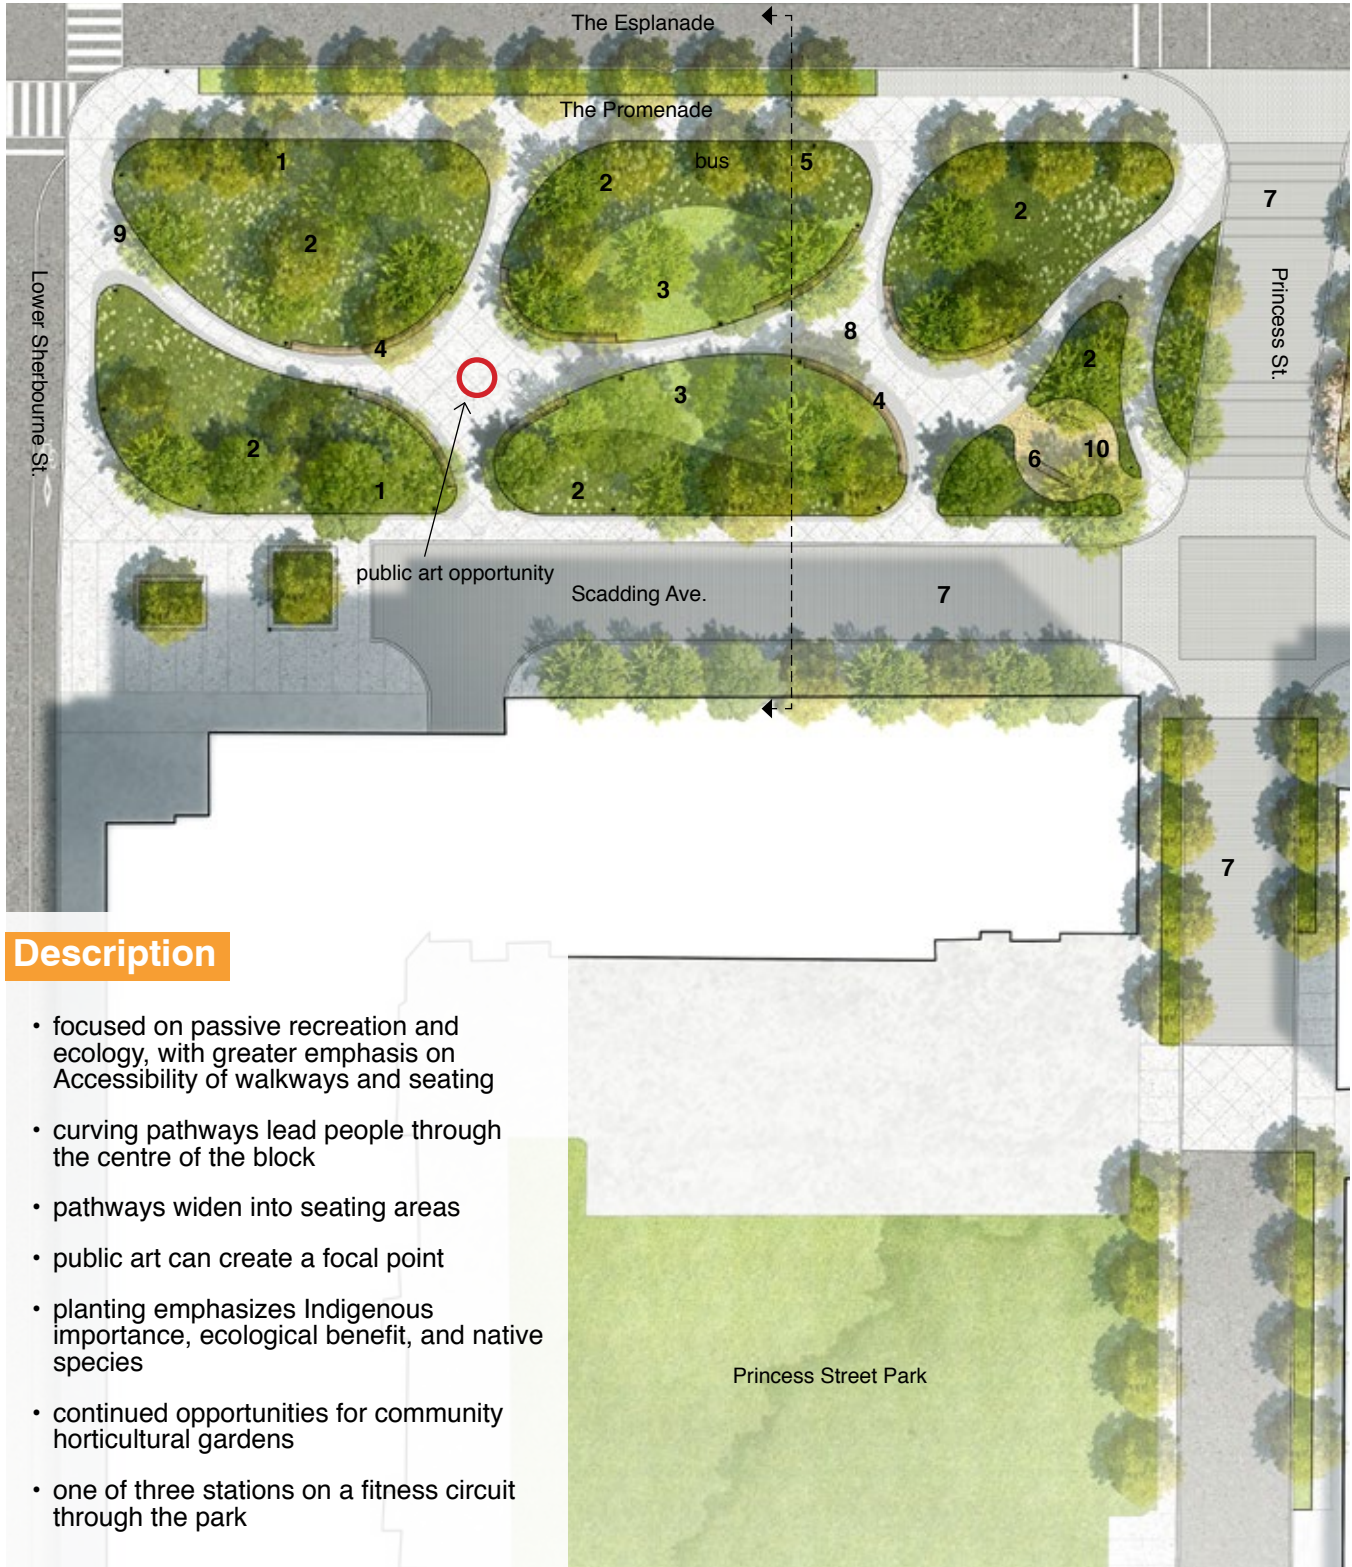 The Esplanade
The Promenade
1
bus
5
2
2
7
2
9
2
Lower Sherbourne St.
Princess St.
3
8
4
2
3
4
2
6
10
1
2
public art opportunity
Scadding Ave.
7
7
Description
• focused on passive recreation and
ecology, with greater emphasis on
Accessibility of walkways and seating
• curving pathways lead people through
the centre of the block
• pathways widen into seating areas
• public art can create a focal point
• planting emphasizes Indigenous
importance, ecological benefit, and native
species
• continued opportunities for community
horticultural gardens
• one of three stations on a fitness circuit
through the park
Princess Street Park